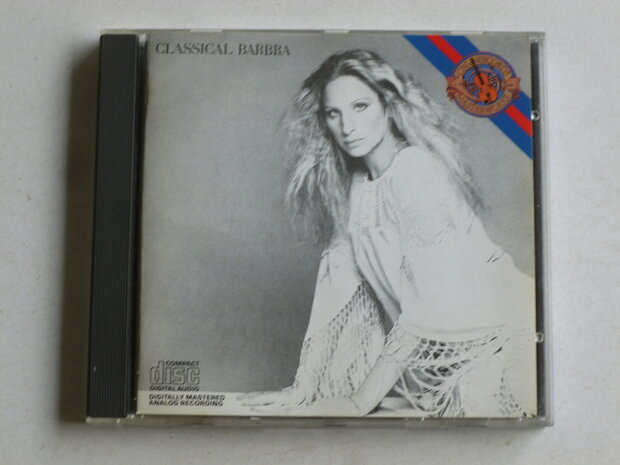 CLASSICAL BARBRA
COMPACT
disc
DIGITAL AUDIO
DIGITALLY MASTERED
ANALOG RECORDING